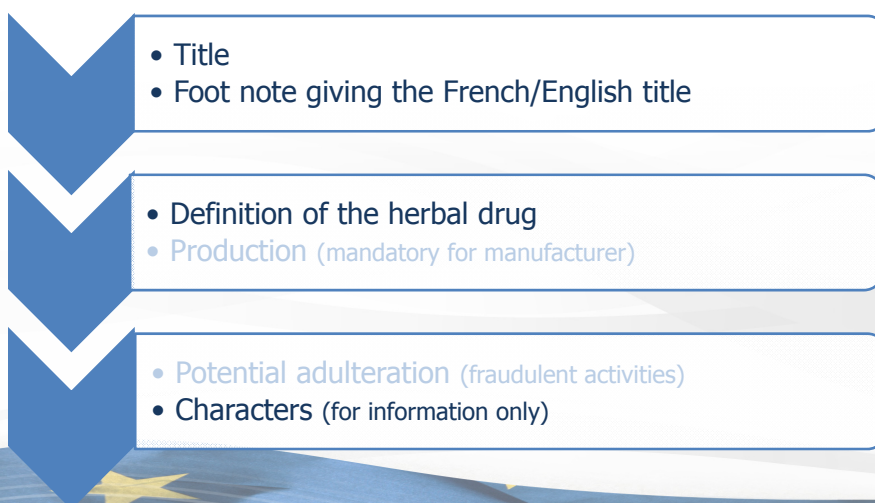 • Title
• Foot note giving the French/English title
• Definition of the herbal drug
• Production (mandatory for manufacturer)
• Potential adulteration (fraudulent activities)
• Characters (for information only)